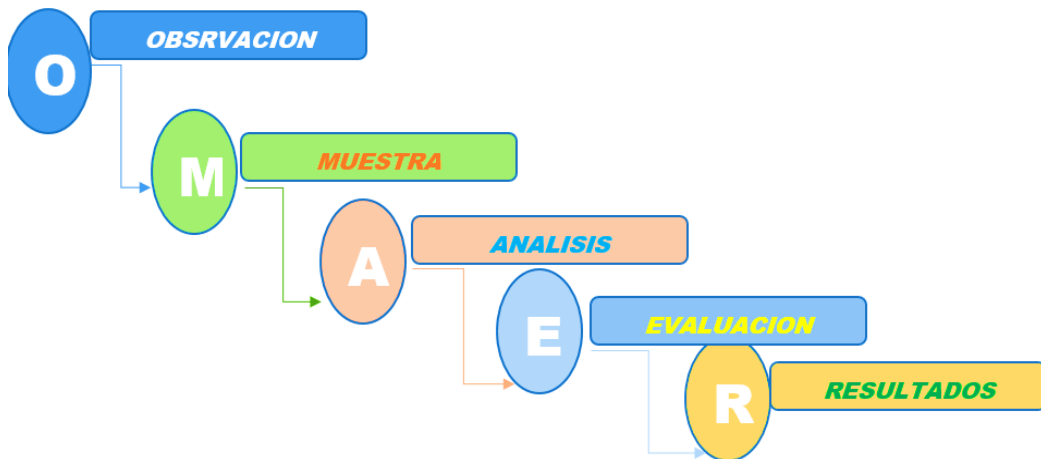 O
OBSRVACION
M
MUESTRA
A
ANALISIS
E
EVALUACION
R
RESULTADOS